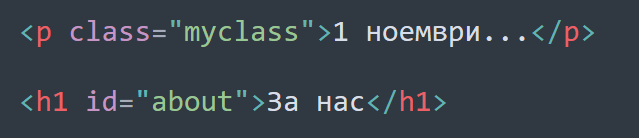 <p class="myclass">1 ноември...</p>
<h1 id="about">За нас</h1>